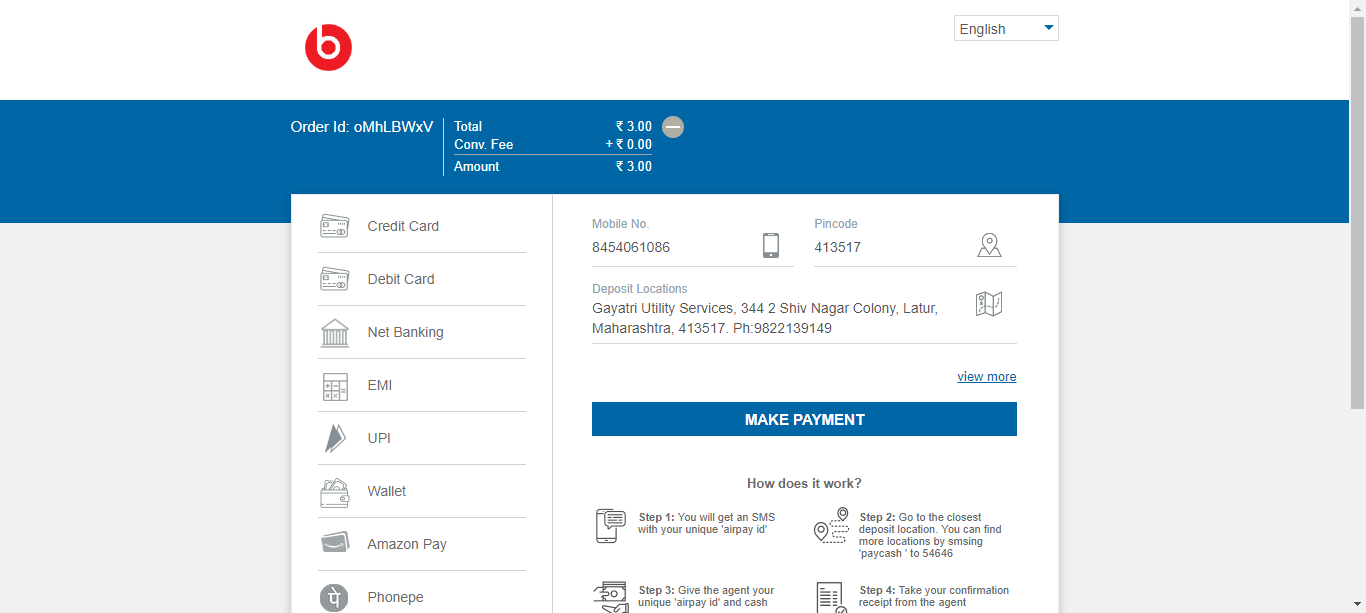 b
English
Order Id: oMhLBWxV
Total ₹ 3.00
Conv. Fee + ₹ 0.00
Amount ₹ 3.00
Credit Card
Debit Card
Net Banking
EMI
UPI
Wallet
Amazon Pay
पे Phonepe
Mobile No.
8454061086
Pincode
413517
Deposit Locations
Gayatri Utility Services, 344 2 Shiv Nagar Colony, Latur,
Maharashtra, 413517. Ph:9822139149
view more
MAKE PAYMENT
How does it work?
Step 1: You will get an SMS
with your unique 'airpay id'
Step 2: Go to the closest
deposit location. You can find
more locations by smsing
'paycash ' to 54646
Step 3: Give the agent your
unique 'airpay id' and cash
Step 4: Take your confirmation
receipt from the agent